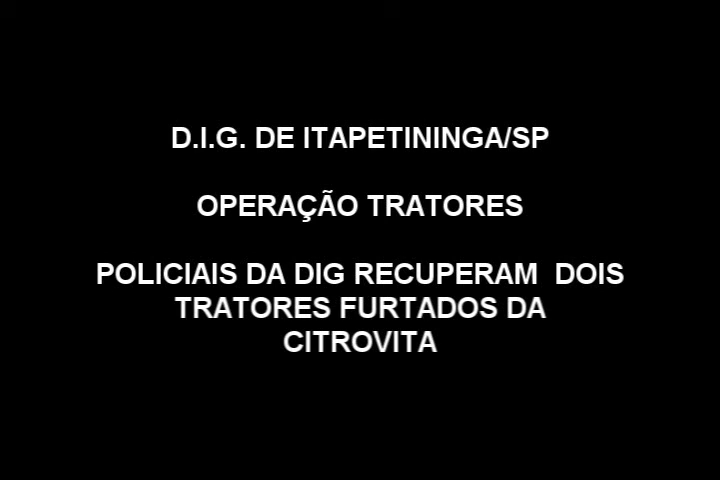 D.I.G. DE ITAPETININGA/SP
OPERAÇÃO TRATORES
POLICIAIS DA DIG RECUPERAM DOIS
TRATORES FURTADOS DA
CITROVITA